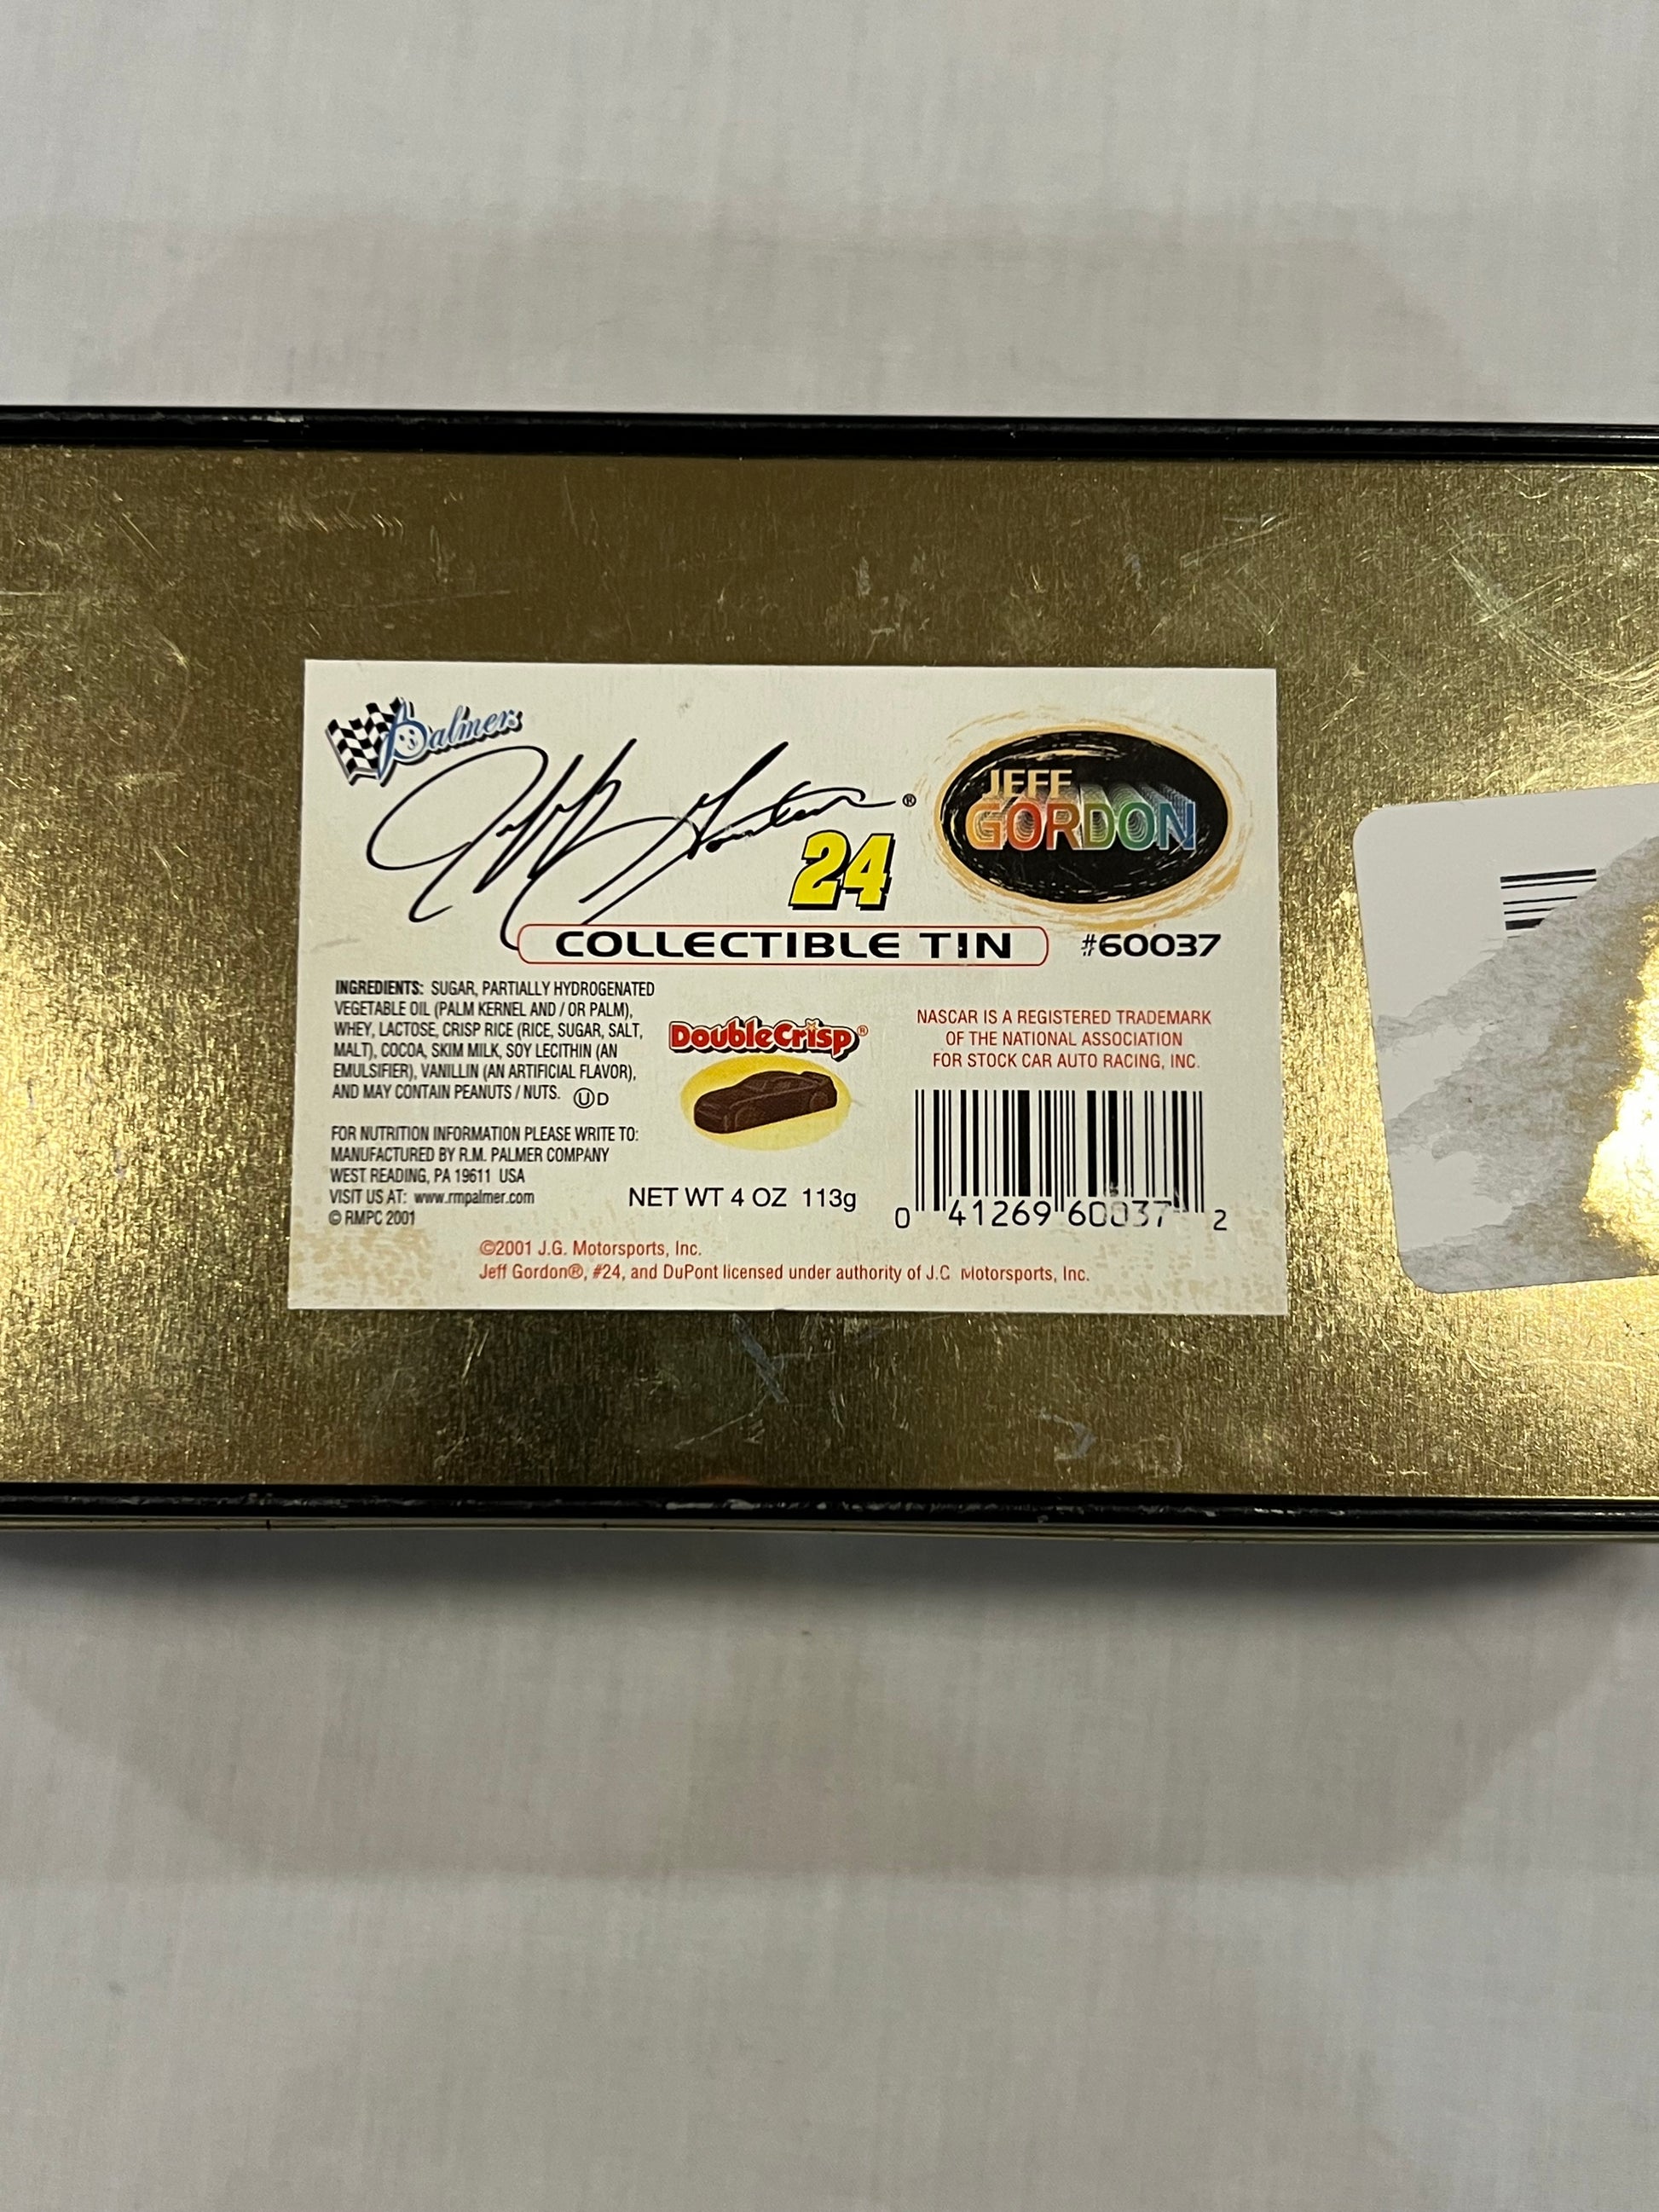 Palmers
Jeff Gordon®
24
JEFF
GORDON
COLLECTIBLE TIN
#60037
INGREDIENTS: SUGAR, PARTIALLY HYDROGENATED
VEGETABLE OIL (PALM KERNEL AND / OR PALM),
WHEY, LACTOSE, CRISP RICE (RICE, SUGAR, SALT,
MALT), COCOA, SKIM MILK, SOY LECITHIN (AN
EMULSIFIER), VANILLIN (AN ARTIFICIAL FLAVOR),
AND MAY CONTAIN PEANUTS / NUTS. Ⓤ D
FOR NUTRITION INFORMATION PLEASE WRITE TO:
MANUFACTURED BY R.M. PALMER COMPANY
WEST READING, PA 19611 USA
VISIT US AT: www.rmpalmer.com
© RMPC 2001
DoubleCrisp®
NET WT 4 OZ 113g
NASCAR IS A REGISTERED TRADEMARK
OF THE NATIONAL ASSOCIATION
FOR STOCK CAR AUTO RACING, INC.
0 41269 60037 2
©2001 J.G. Motorsports, Inc.
Jeff Gordon®, #24, and DuPont licensed under authority of J.G. Motorsports, Inc.